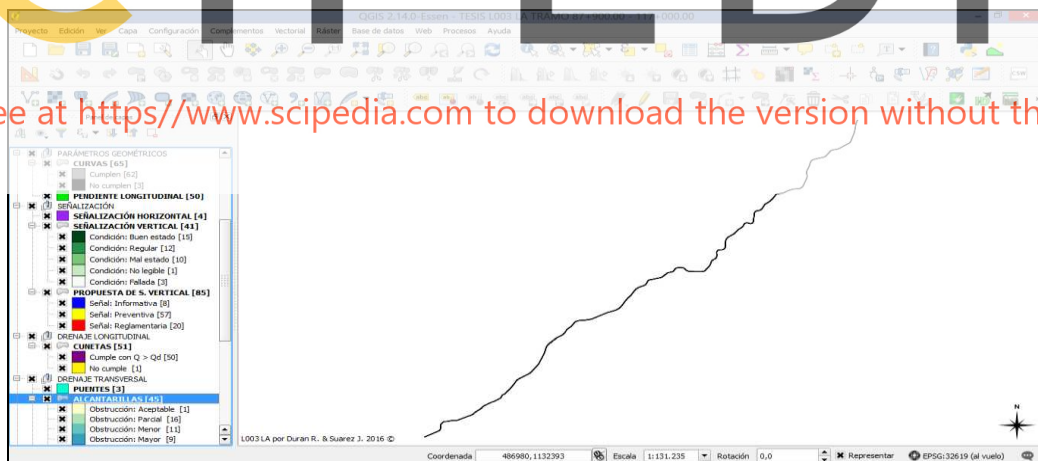 QGIS 2.14.0-Essen - TESIS L003 LA TRAMO 87+900.00 - 117+000.00
Proyecto Edición Ver Capa Configuración Complementos Vectorial Ráster Base de datos Web Procesos Ayuda
ee at https//www.scipedia.com to download the version without th
PARÁMETROS GEOMÉTRICOS
CURVAS [65]
Cumplen [62]
No cumplen [3]
PENDIENTE LONGITUDINAL [50]
SEÑALIZACIÓN
SEÑALIZACIÓN HORIZONTAL [4]
SEÑALIZACIÓN VERTICAL [41]
Condición: Buen estado [15]
Condición: Regular [12]
Condición: Mal estado [10]
Condición: No legible [1]
Condición: Fallada [3]
PROPUESTA DE S. VERTICAL [85]
Señal: Informativa [8]
Señal: Preventiva [57]
Señal: Reglamentaria [20]
DRENAJE LONGITUDINAL
CUNETAS [51]
Cumple con Q > Qd [50]
No cumple [1]
DRENAJE TRANSVERSAL
PUENTES [3]
ALCANTARILLAS [45]
Obstrucción: Aceptable [1]
Obstrucción: Parcial [16]
Obstrucción: Menor [11]
Obstrucción: Mayor [9]
L003 LA por Duran R. & Suarez J. 2016 ©
N
Coordenada 486980,1132393 Escala 1:131.235 Rotación 0,0 Representar EPSG:32619 (al vuelo)